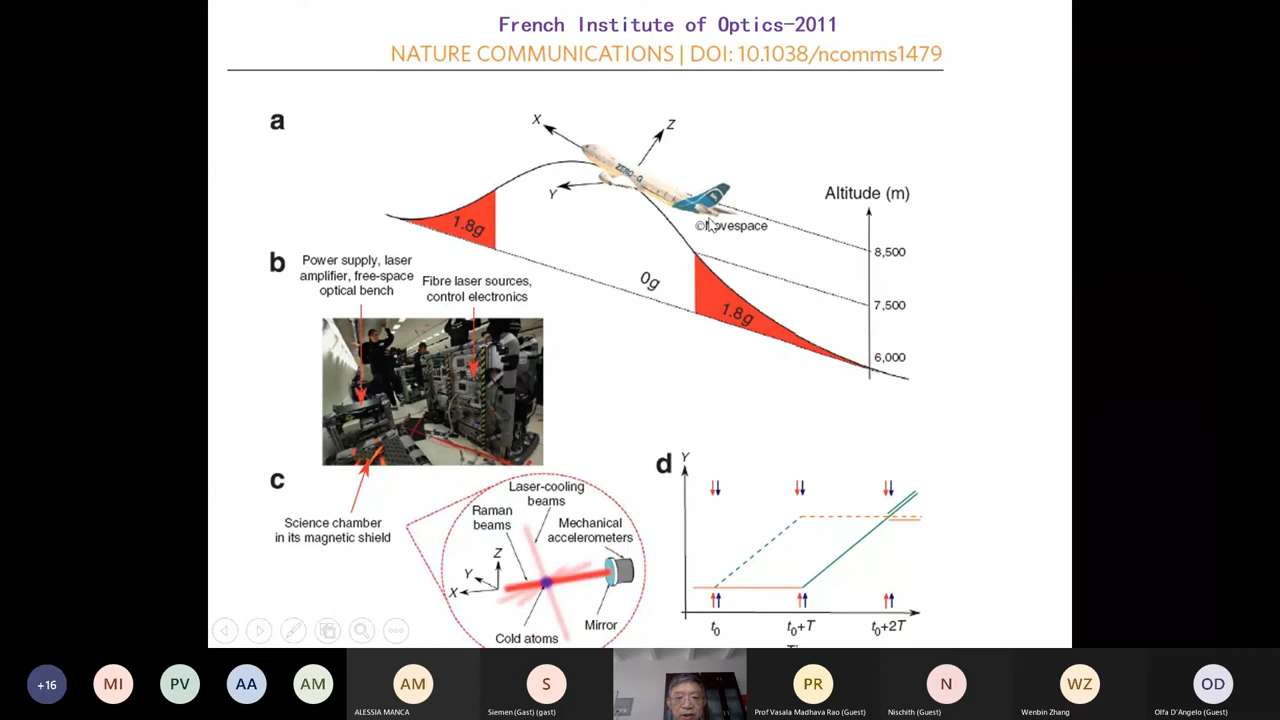 French Institute of Optics-2011
NATURE COMMUNICATIONS | DOI: 10.1038/ncomms1479
a
X
Z
Y
ZERO-G
Altitude (m)
©Novespace
8,500
7,500
6,000
1.8g
0g
1.8g
b
Power supply, laser
amplifier, free-space
optical bench
Fibre laser sources,
control electronics
Science chamber
in its magnetic shield
c
Laser-cooling
beams
Raman
beams
Mechanical
accelerometers
Z
Y
X
Mirror
Cold atoms
d
Y
t0
t0+T
t0+2T
+16
MI
PV
AA
AM
AM
ALESSIA MANCA
S
Siemen (Gast) (gast)
PR
Prof Vasala Madhava Rao (Guest)
N
Nischith (Guest)
WZ
Wenbin Zhang
OD
Olfa D'Angelo (Guest)